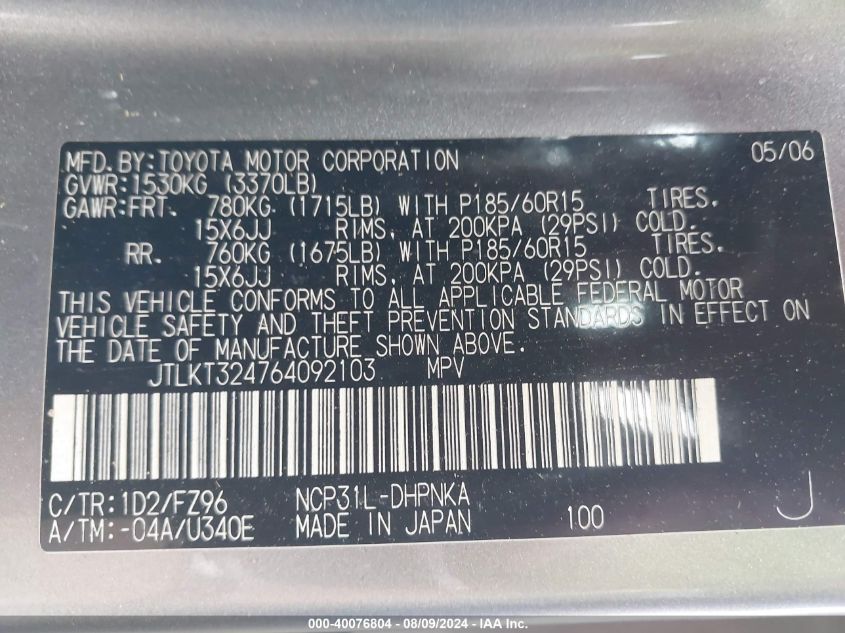 MFD. BY: TOYOTA MOTOR CORPORATION 05/06
GVWR: 1530KG (3370LB)
GAWR: FRT. 780KG (1715LB) WITH P185/60R15 TIRES.
15X6JJ RIMS, AT 200KPA (29PSI) COLD.
RR. 760KG (1675LB) WITH P185/60R15 TIRES.
15X6JJ RIMS, AT 200KPA (29PSI) COLD.
THIS VEHICLE CONFORMS TO ALL APPLICABLE FEDERAL MOTOR
VEHICLE SAFETY AND THEFT PREVENTION STANDARDS IN EFFECT ON
THE DATE OF MANUFACTURE SHOWN ABOVE.
JTLKT324764092103 MPV
C/TR: 1D2/FZ96 NCP31L-DHPNKA
A/TM: -04A/U340E MADE IN JAPAN 100 J
000-40076804 - 08/09/2024 - IAA Inc.